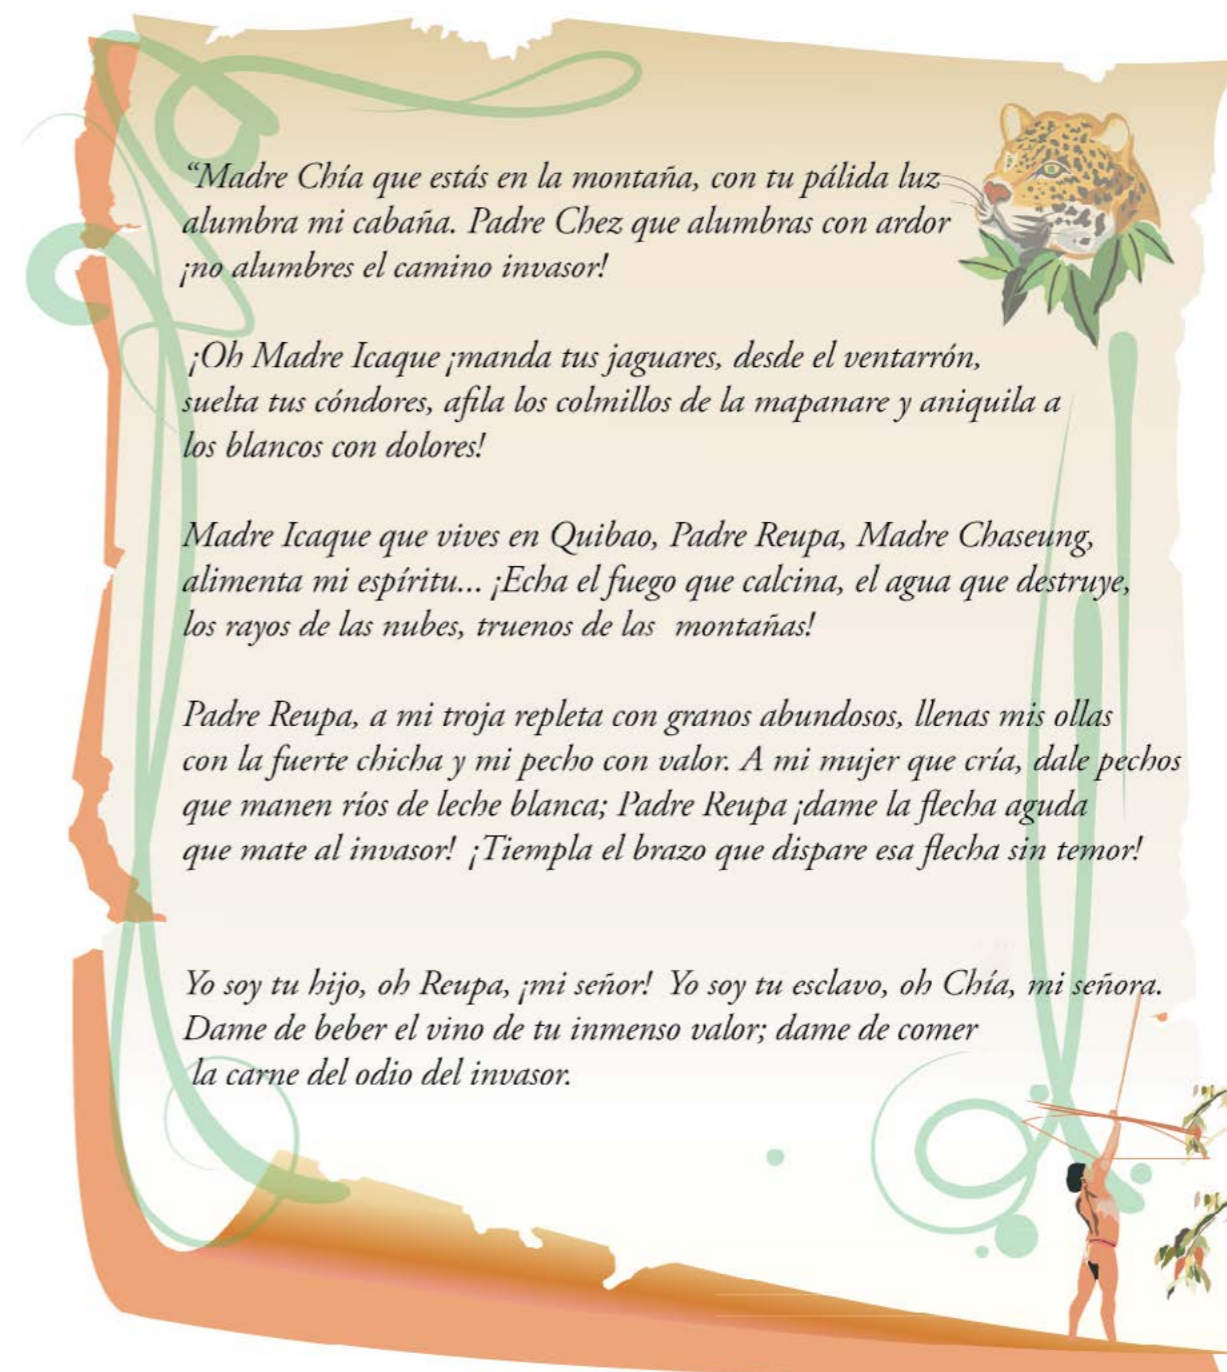 “Madre Chía que estás en la montaña, con tu pálida luz
alumbra mi cabaña. Padre Chez que alumbras con ardor
¡no alumbres el camino invasor!
¡Oh Madre Icaque ¡manda tus jaguares, desde el ventarrón,
suelta tus cóndores, afila los colmillos de la mapanare y aniquila a
los blancos con dolores!
Madre Icaque que vives en Quibao, Padre Reupa, Madre Chaseung,
alimenta mi espíritu... ¡Echa el fuego que calcina, el agua que destruye,
los rayos de las nubes, truenos de las montañas!
Padre Reupa, a mi troja repleta con granos abundosos, llenas mis ollas
con la fuerte chicha y mi pecho con valor. A mi mujer que cría, dale pechos
que manen ríos de leche blanca; Padre Reupa ¡dame la flecha aguda
que mate al invasor! ¡Tiempla el brazo que dispare esa flecha sin temor!
Yo soy tu hijo, oh Reupa, ¡mi señor! Yo soy tu esclavo, oh Chía, mi señora.
Dame de beber el vino de tu inmenso valor; dame de comer
la carne del odio del invasor.